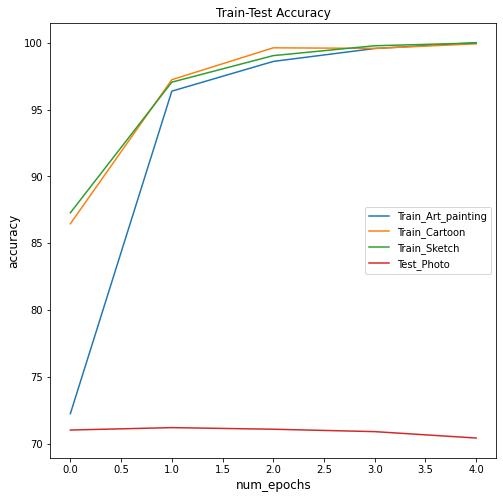 Train-Test Accuracy
accuracy
100
95
90
85
80
75
70
Train_Art_painting
Train_Cartoon
Train_Sketch
Test_Photo
0.0 0.5 1.0 1.5 2.0 2.5 3.0 3.5 4.0
num_epochs